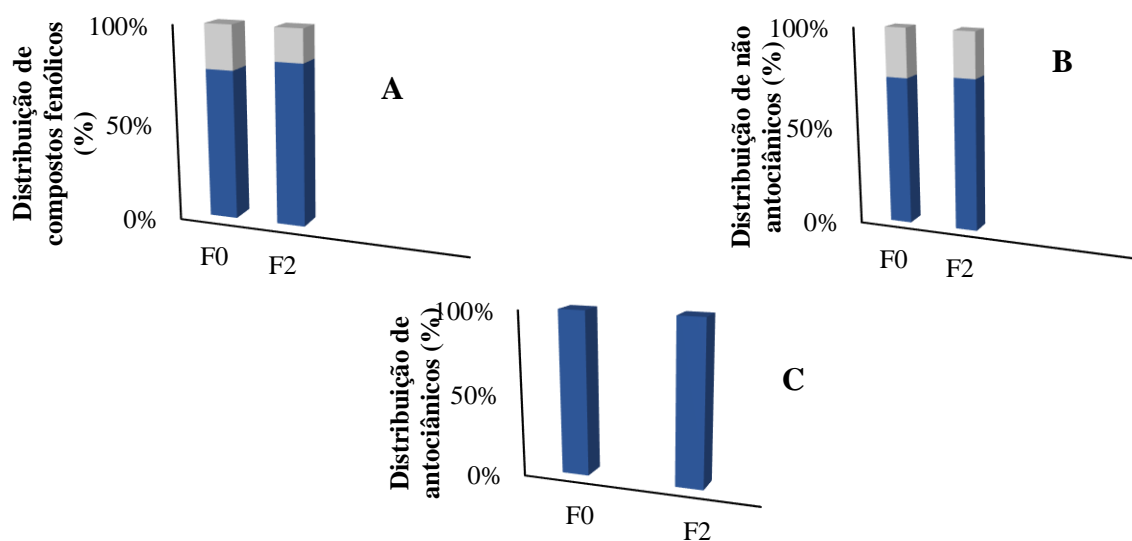 Distribuição de
compostos fenólicos
(%)
100%
50%
0%
F0
F2
A
Distribuição de não
antociânicos (%)
100%
50%
0%
F0
F2
B
Distribuição de
antociânicos (%)
100%
50%
0%
F0
F2
C